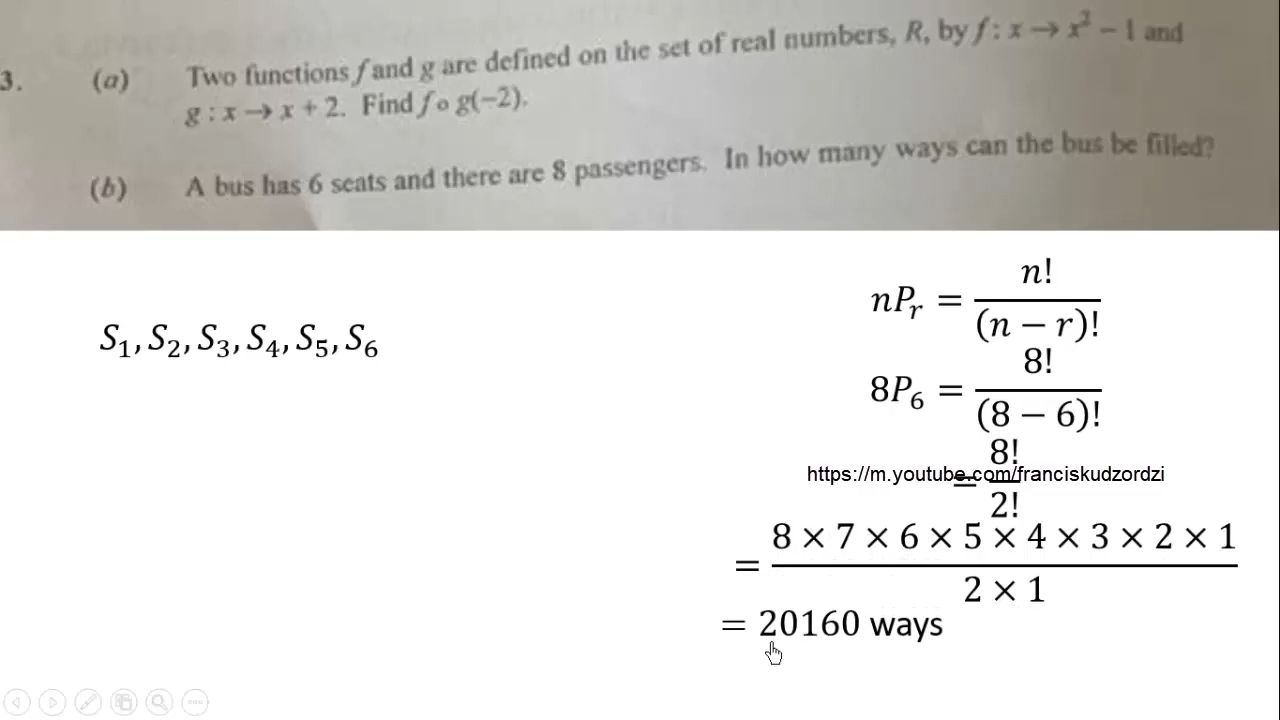 3. (a) Two functions f and g are defined on the set of real numbers, R, by f : x → x² − 1 and
g : x → x + 2. Find f o g(−2).
(b) A bus has 6 seats and there are 8 passengers. In how many ways can the bus be filled?
S₁, S₂, S₃, S₄, S₅, S₆
nPᵣ = n! / (n − r)!
8P₆ = 8! / (8 − 6)!
= 8! / 2!
https://m.youtube.com/franciskudzordzi
= 8 × 7 × 6 × 5 × 4 × 3 × 2 × 1 / 2 × 1
= 20160 ways